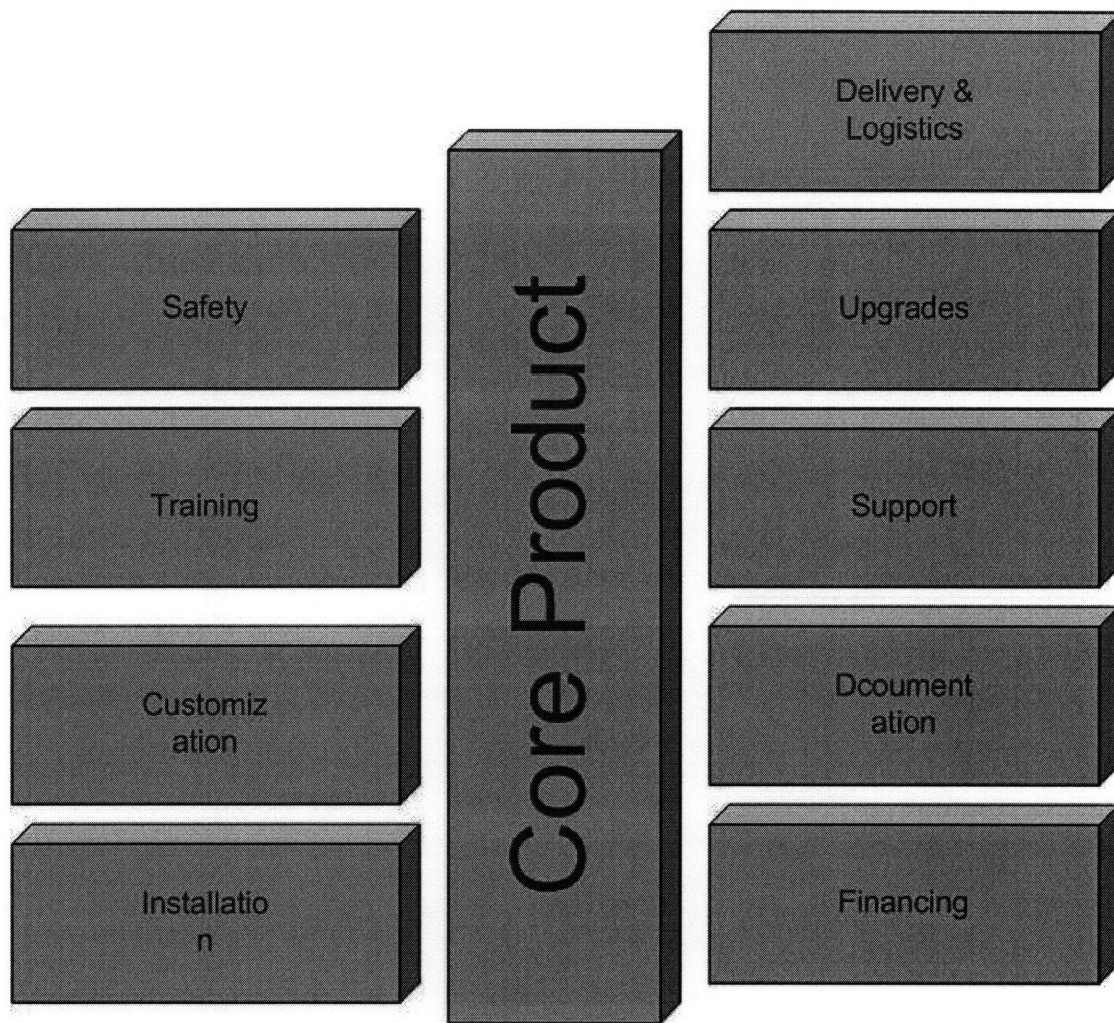 Safety
Training
Customiz
ation
Installatio
n
Core Product
Delivery &
Logistics
Upgrades
Support
Dcoument
ation
Financing